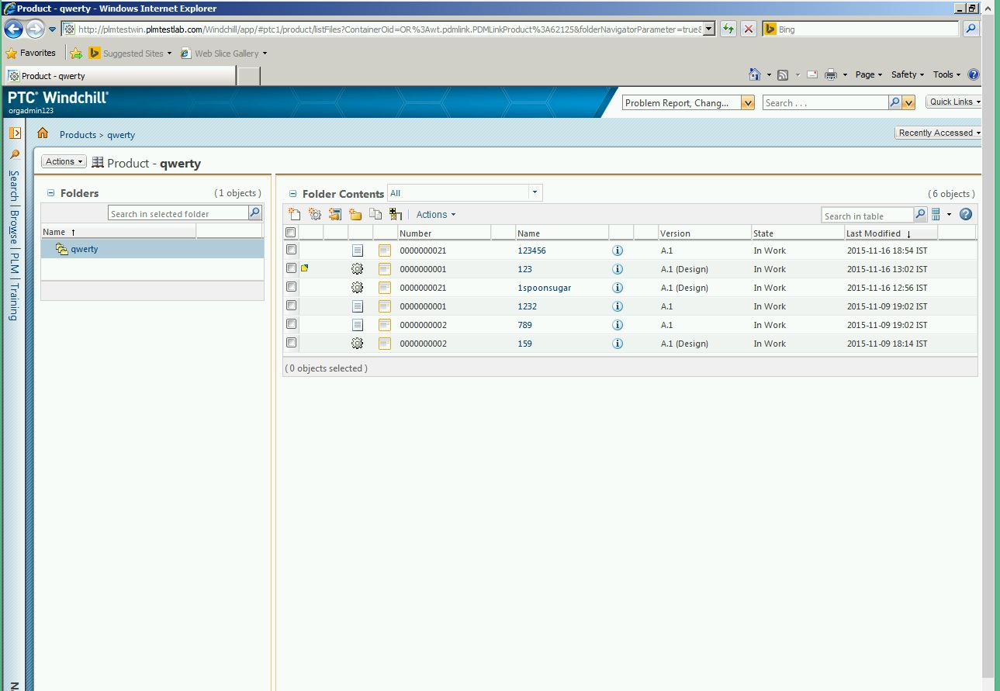 Product - qwerty - Windows Internet Explorer
http://plmtestwin.plmtestlab.com/Windchill/app/#ptc1/product/listFiles?ContainerOid=OR%3Awt.pdmlink.PDMLinkProduct%3A62125&folderNavigatorParameter=true&
Bing
Favorites Suggested Sites Web Slice Gallery
Product - qwerty
Page Safety Tools
PTC® Windchill®
orgadmin123
Problem Report, Chang... Search . . . Quick Links
Products > qwerty
Recently Accessed
Actions Product - qwerty
Search | Browse | PLM | Training
Folders ( 1 objects )
Search in selected folder
Name ↑
qwerty
Folder Contents All ( 6 objects )
Actions Search in table
Number Name Version State Last Modified ↓
0000000021 123456 A.1 In Work 2015-11-16 18:54 IST
0000000001 123 A.1 (Design) In Work 2015-11-16 13:02 IST
0000000021 1spoonsugar A.1 (Design) In Work 2015-11-16 12:56 IST
0000000001 1232 A.1 In Work 2015-11-09 19:02 IST
0000000002 789 A.1 In Work 2015-11-09 19:02 IST
0000000002 159 A.1 (Design) In Work 2015-11-09 18:14 IST
( 0 objects selected )